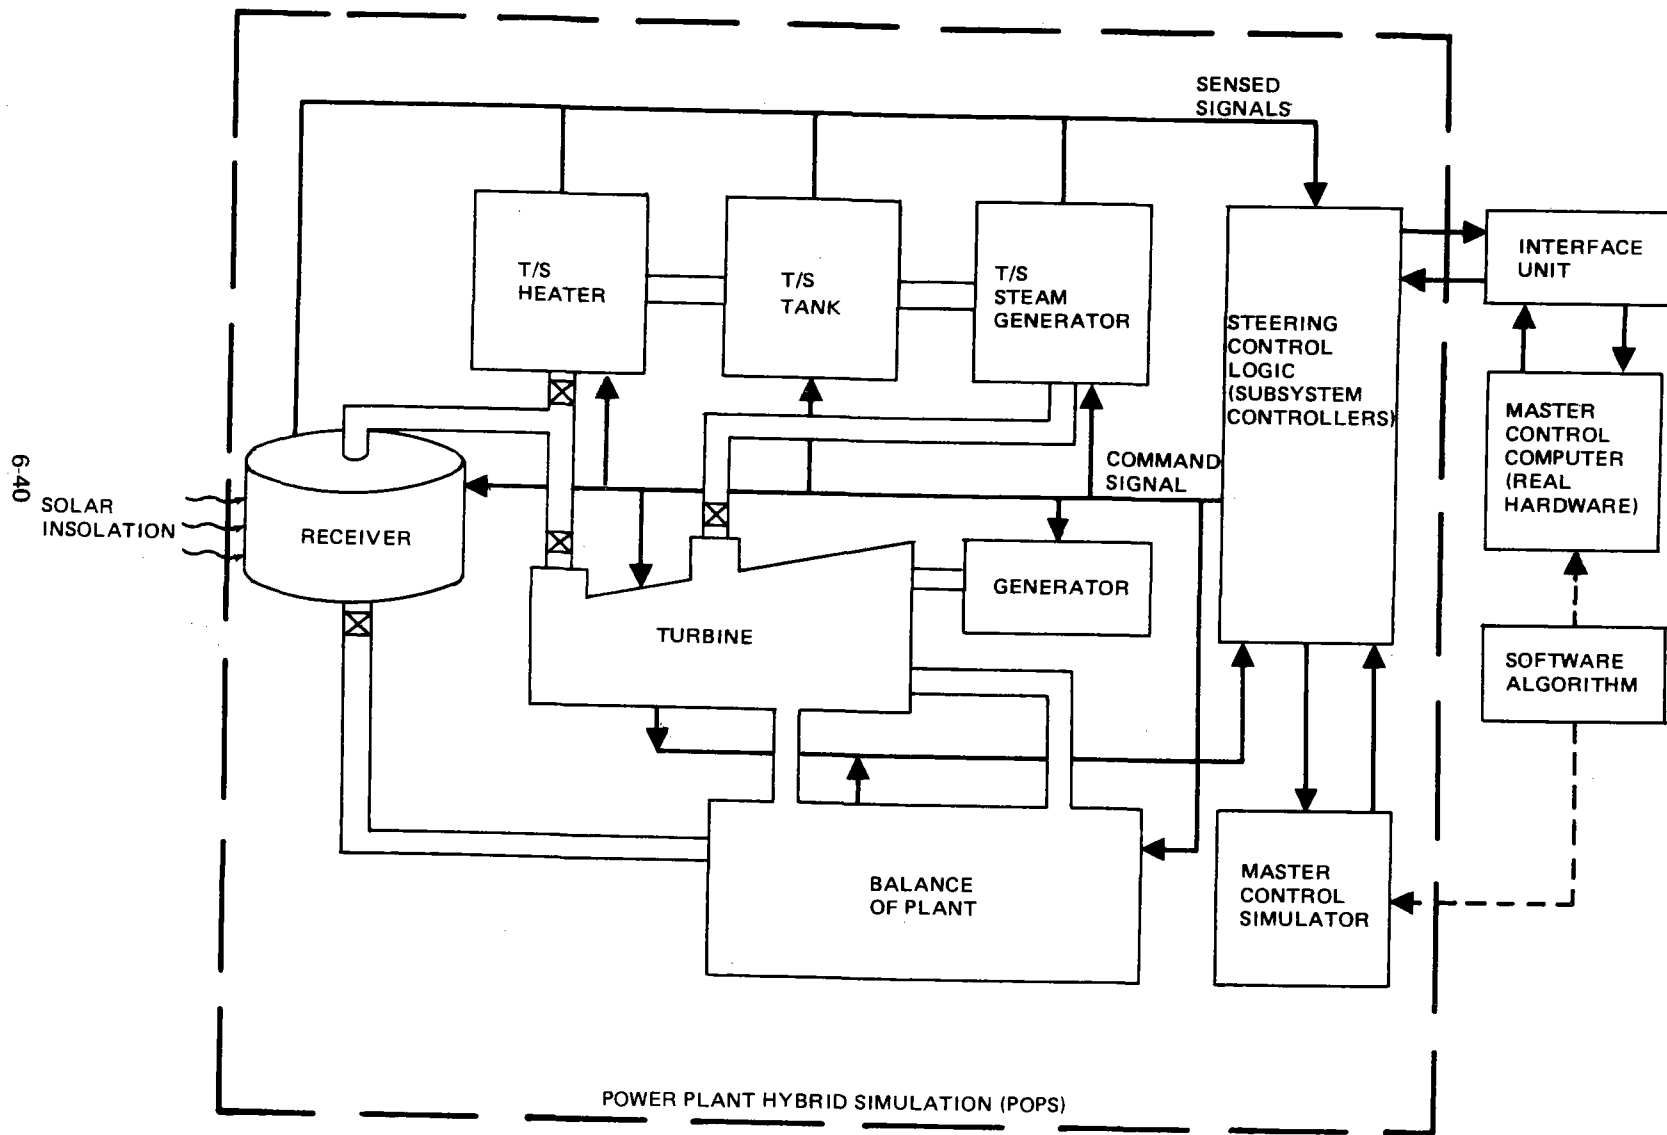 SENSED
SIGNALS
T/S
HEATER
T/S
TANK
T/S
STEAM
GENERATOR
STEERING
CONTROL
LOGIC
(SUBSYSTEM
CONTROLLERS)
INTERFACE
UNIT
MASTER
CONTROL
COMPUTER
(REAL
HARDWARE)
COMMAND
SIGNAL
6-40
SOLAR
INSOLATION
RECEIVER
GENERATOR
TURBINE
SOFTWARE
ALGORITHM
BALANCE
OF PLANT
MASTER
CONTROL
SIMULATOR
POWER PLANT HYBRID SIMULATION (POPS)